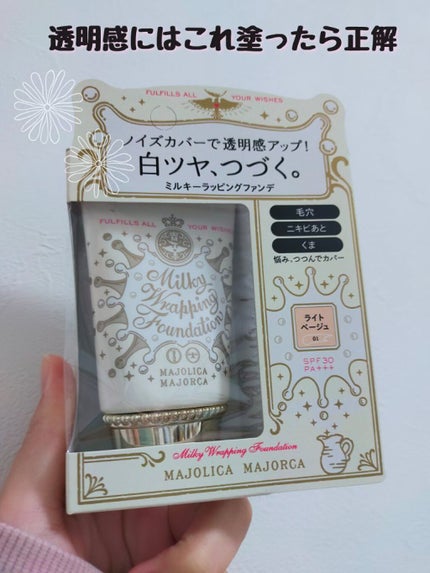 透明感にはこれ塗ったら正解
FULFILLS ALL YOUR WISHES
ノイズカバーで透明感アップ!
白ツヤ、つづく。
ミルキーラッピングファンデ
毛穴
ニキビあと
くま
悩み、つつんでカバー
ライト
ベージュ
01
SPF30
PA+++
FULFILLS ALL YOUR WISHES
Milky
Wrapping
Foundation
MAJOLICA
MAJORCA
Milky Wrapping Foundation
MAJOLICA MAJORCA